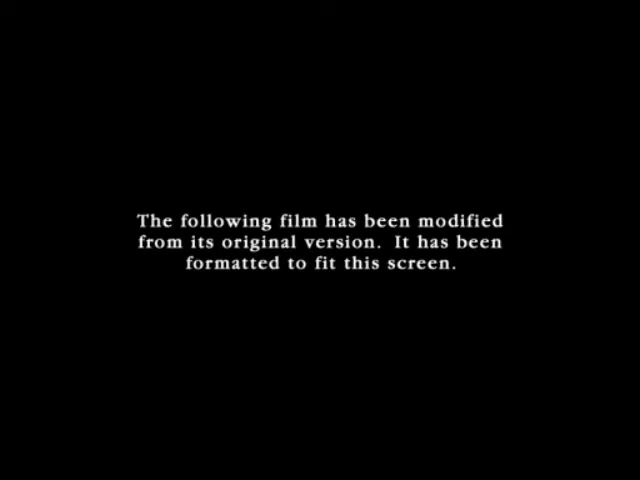 The following film has been modified
from its original version.  It has been
formatted to fit this screen.